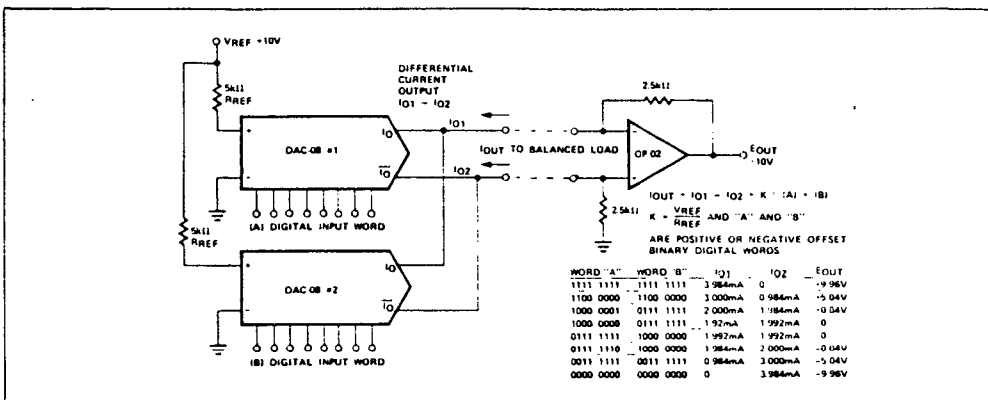 VREF +10V
5kΩ
RREF
DIFFERENTIAL
CURRENT
OUTPUT
IO1 - IO2
DAC-08 #1
IO
IO
(A) DIGITAL INPUT WORD
5kΩ
RREF
DAC-08 #2
IO
IO
(B) DIGITAL INPUT WORD
IO1
IOUT TO BALANCED LOAD
IO2
2.5kΩ
OP 02
EOUT
2.5kΩ
K = VREF
RREF
AND "A" AND "B"
ARE POSITIVE OR NEGATIVE OFFSET
BINARY DIGITAL WORDS
WORD "A" WORD "B" IO1 IO2 EOUT
1111 1111 1111 1111 3.984mA 0 -9.96V
1100 0000 1100 0000 3.000mA 0.984mA -5.04V
1000 0001 0111 1111 2.000mA 1.984mA -0.04V
1000 0000 0111 1111 1.92mA 1.992mA 0
0111 1111 1000 0000 1.992mA 1.992mA 0
0111 1110 1000 0000 1.984mA 2.000mA -0.04V
0011 1111 0011 1111 0.984mA 3.000mA -5.04V
0000 0000 0000 0000 0 3.984mA -9.96V